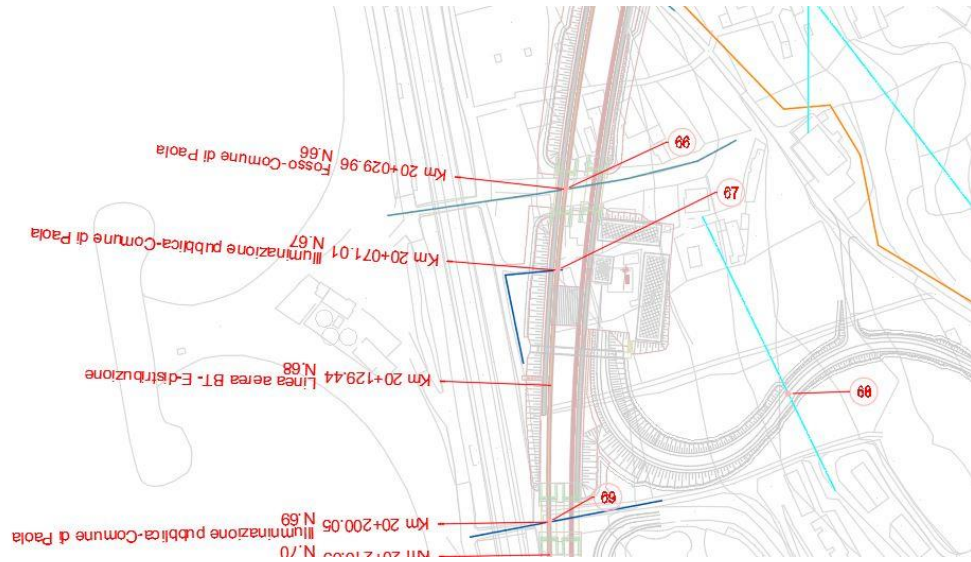 Km 20+029.96 Fosso-Comune di Paola
N.66
66
Km 20+071.01 Illuminazione pubblica-Comune di Paola
N.67
67
Km 20+129.44 Linea aerea BT- E-distribuzione
N.68
68
Km 20+200.05 Illuminazione pubblica-Comune di Paola
N.69
69
N.70